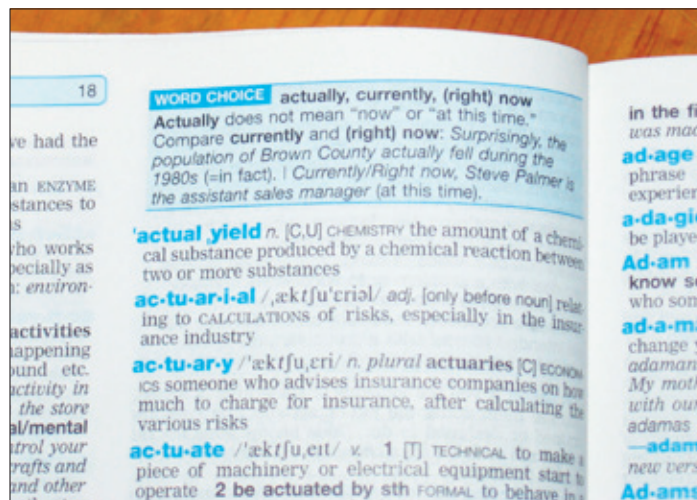 18
ve had the
an ENZYME
stances to
s
who works
pecially as
n: environ-
activities
happening
ound etc.
activity in
the store
al/mental
ntrol your
crafts and
and other
WORD CHOICE actually, currently, (right) now
Actually does not mean "now" or "at this time."
Compare currently and (right) now: Surprisingly, the
population of Brown County actually fell during the
1980s (=in fact). | Currently/Right now, Steve Palmer is
the assistant sales manager (at this time).
ˈactual ˌyield n. [C,U] CHEMISTRY the amount of a chemi-
cal substance produced by a chemical reaction between
two or more substances
ac·tu·ar·i·al /ˌæktʃuˈɛriəl/ adj. [only before noun] relat-
ing to CALCULATIONs of risks, especially in the insur-
ance industry
ac·tu·ar·y /ˈæktʃuˌɛri/ n. plural actuaries [C] ECONOM-
ICS someone who advises insurance companies on how
much to charge for insurance, after calculating the
various risks
ac·tu·ate /ˈæktʃuˌeɪt/ v. 1 [T] TECHNICAL to make a
piece of machinery or electrical equipment start to
operate 2 be actuated by sth FORMAL to behave in a
in the fi
was mad
ad·age
phrase
experien
a·da·gi
be playe
Ad·am
know so
who som
ad·a·ma
change y
adaman
My moth
with our
adamas
—adam
new vers
Ad·am